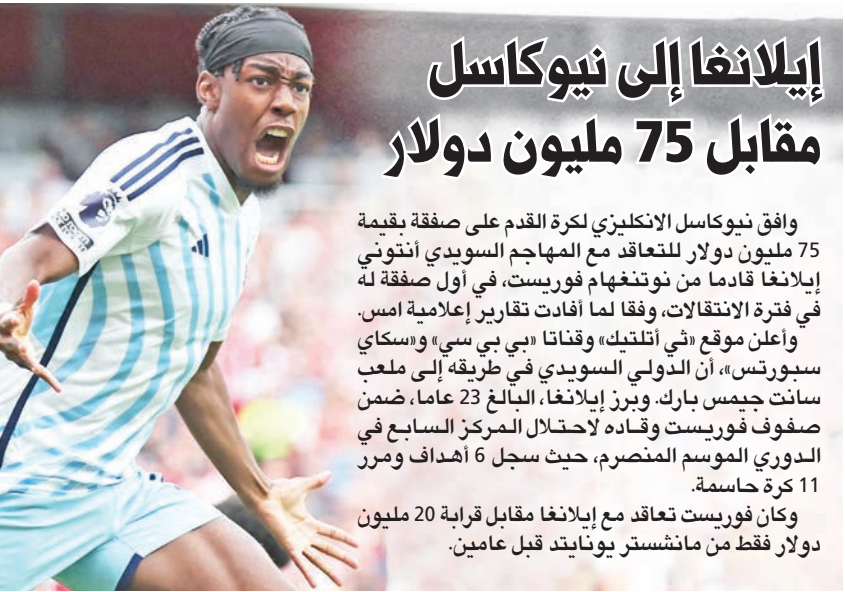 إيلانغا إلى نيوكاسل
مقابل 75 مليون دولار
وافق نيوكاسل الانكليزي لكرة القدم على صفقة بقيمة
75 مليون دولار للتعاقد مع المهاجم السويدي أنتوني
إيلانغا قادما من نوتنغهام فوريست، في أول صفقة له
في فترة الانتقالات، وفقا لما أفادت تقارير إعلامية امس.
وأعلن موقع «ثي أتلتيك» وقناتا «بي بي سي» و«سكاي
سبورتس»، أن الدولي السويدي في طريقه إلى ملعب
سانت جيمس بارك. وبرز إيلانغا، البالغ 23 عاما، ضمن
صفوف فوريست وقاده لاحتلال المركز السابع في
الدوري الموسم المنصرم، حيث سجل 6 أهداف ومرر
11 كرة حاسمة.
وكان فوريست تعاقد مع إيلانغا مقابل قرابة 20 مليون
دولار فقط من مانشستر يونايتد قبل عامين.